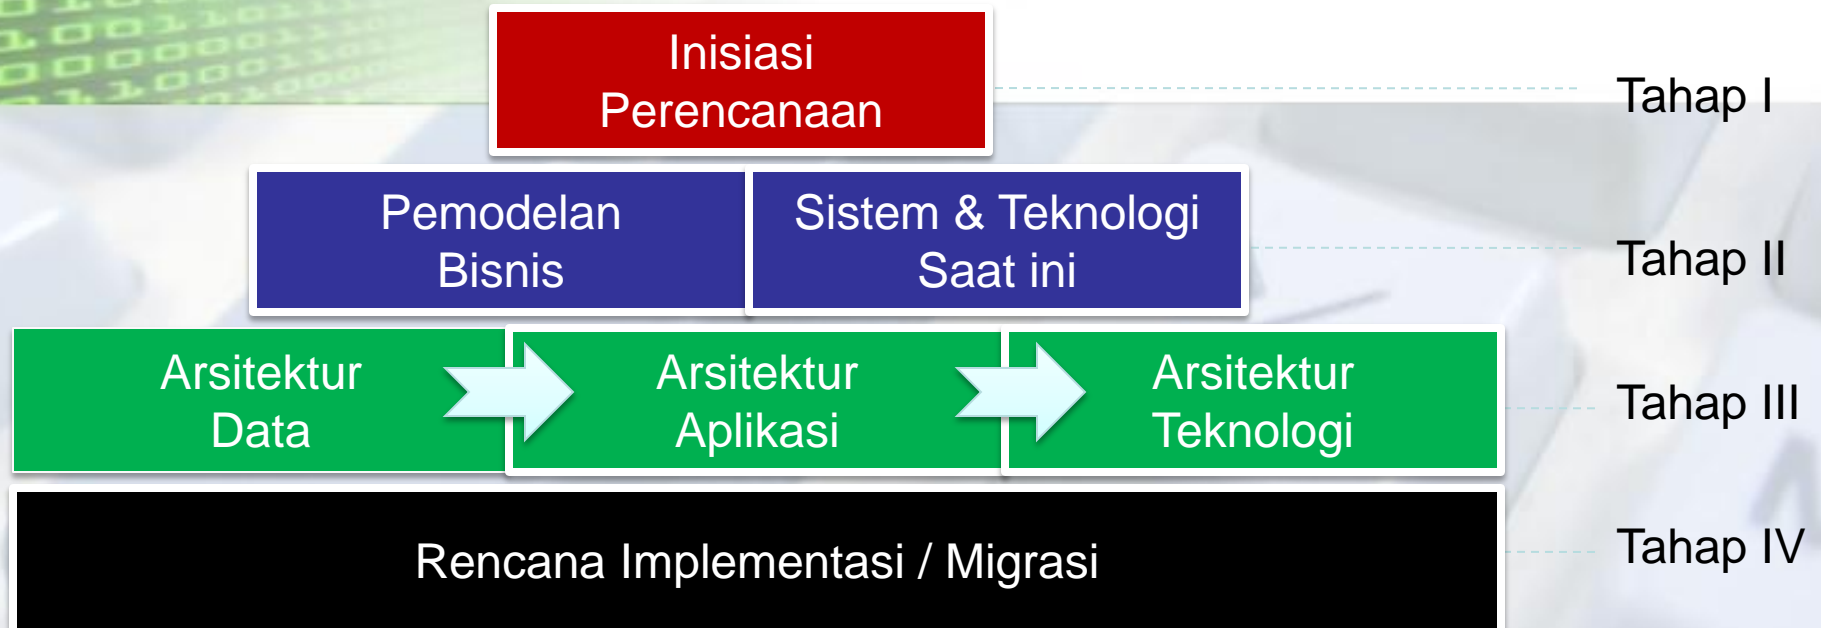 Inisiasi
Perencanaan
Tahap I
Pemodelan
Bisnis
Sistem & Teknologi
Saat ini
Tahap II
Arsitektur
Data
Arsitektur
Aplikasi
Arsitektur
Teknologi
Tahap III
Rencana Implementasi / Migrasi
Tahap IV